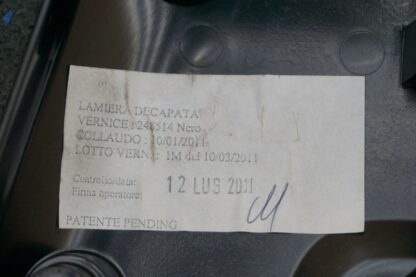 LAMIERA DECAPATA
VERNICE : 248514 Nero
COLLAUDO : 10/01/2011
LOTTO VERN. : 1M del 10/03/2011
Controllo/data: 12 LUG 2011
Firma operatore:
PATENTE PENDING